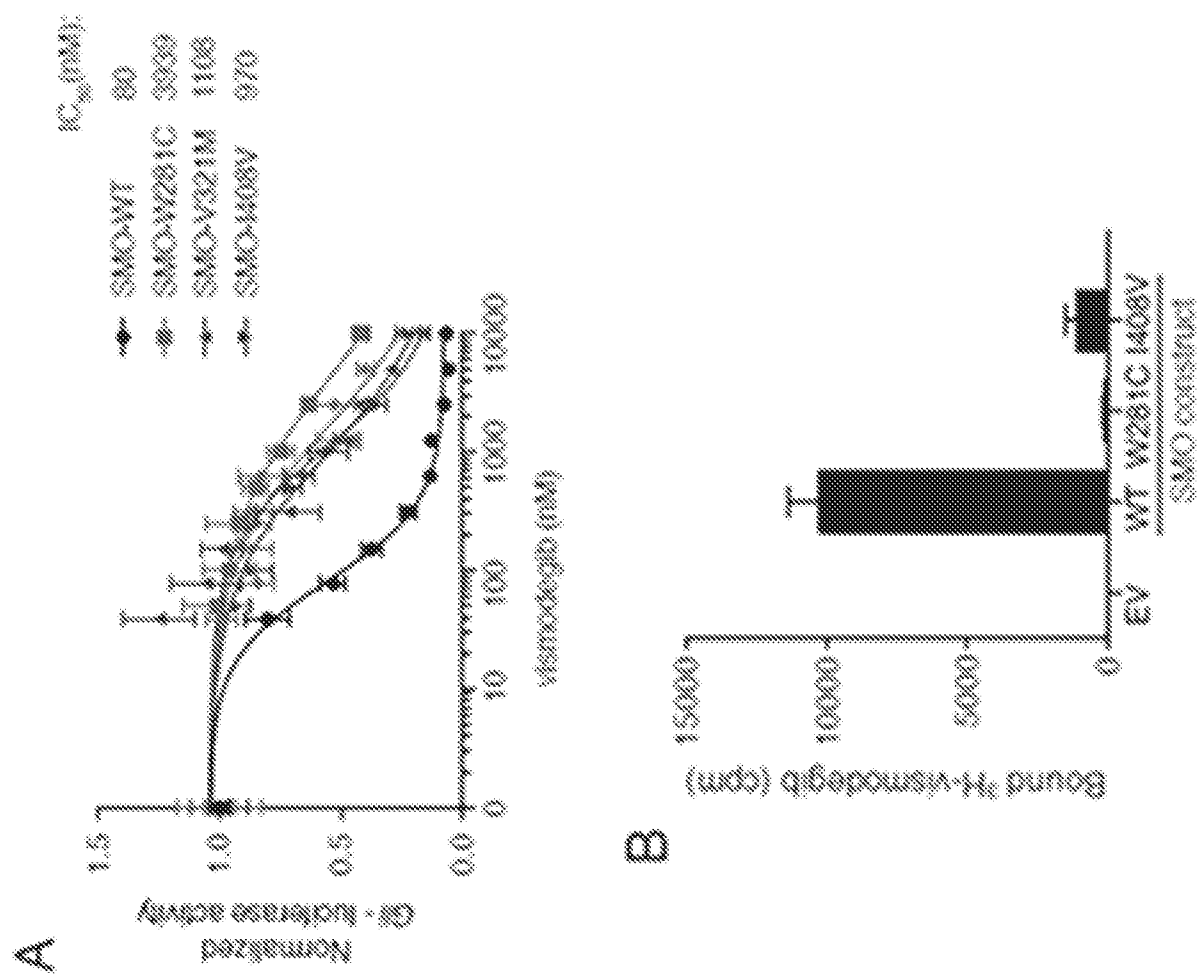 A
IC50 (nM):
SMO-WT 80
SMO-W281C
SMO-V321M 1108
SMO-I408V 970
Normalized
Gli - luciferase activity
1.5
1.0
0.5
0.0
0 10 100 1000 10000
vismodegib (nM)
B
Bound ³H-vismodegib (cpm)
15000
10000
5000
0
EV WT W281C I408V
SMO construct